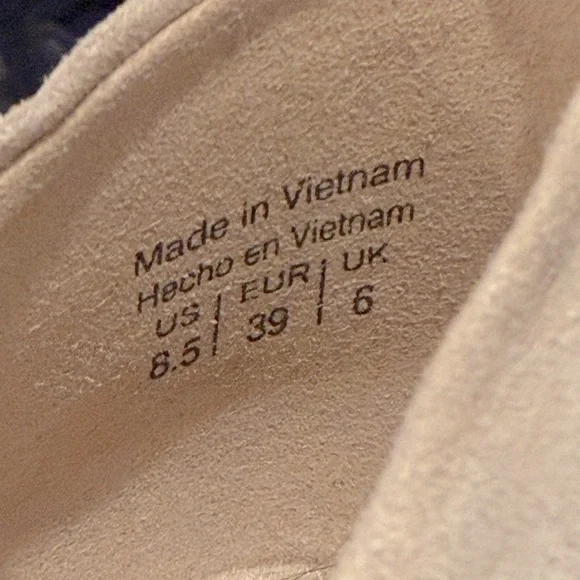 Made in Vietnam
Hecho en Vietnam
US | EUR | UK
8.5 | 39 | 6